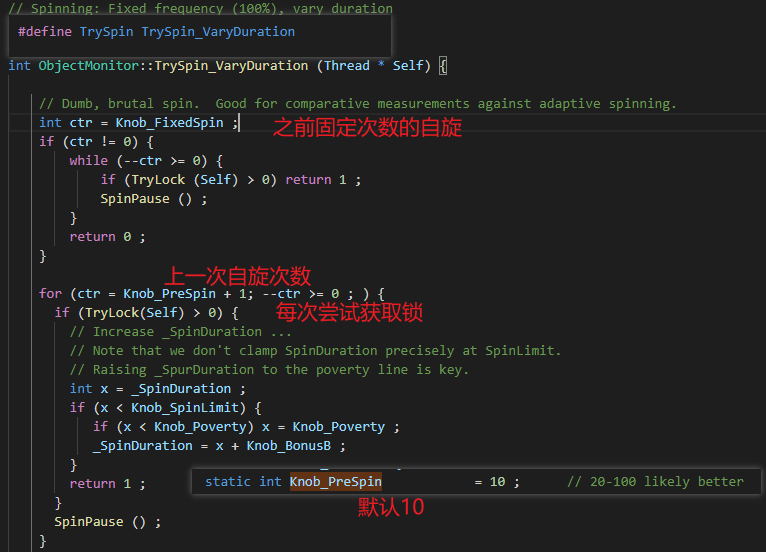 // Spinning: Fixed frequency (100%), vary duration
#define TrySpin TrySpin_VaryDuration
int ObjectMonitor::TrySpin_VaryDuration (Thread * Self) {
// Dumb, brutal spin.  Good for comparative measurements against adaptive spinning.
int ctr = Knob_FixedSpin ;
之前固定次数的自旋
if (ctr != 0) {
while (--ctr >= 0) {
if (TryLock (Self) > 0) return 1 ;
SpinPause () ;
}
return 0 ;
}
上一次自旋次数
for (ctr = Knob_PreSpin + 1; --ctr >= 0 ; ) {
每次尝试获取锁
if (TryLock(Self) > 0) {
// Increase _SpinDuration ...
// Note that we don't clamp SpinDuration precisely at SpinLimit.
// Raising _SpurDuration to the poverty line is key.
int x = _SpinDuration ;
if (x < Knob_SpinLimit) {
if (x < Knob_Poverty) x = Knob_Poverty ;
_SpinDuration = x + Knob_BonusB ;
}
return 1 ;
static int Knob_PreSpin = 10 ; // 20-100 likely better
默认10
}
SpinPause () ;
}